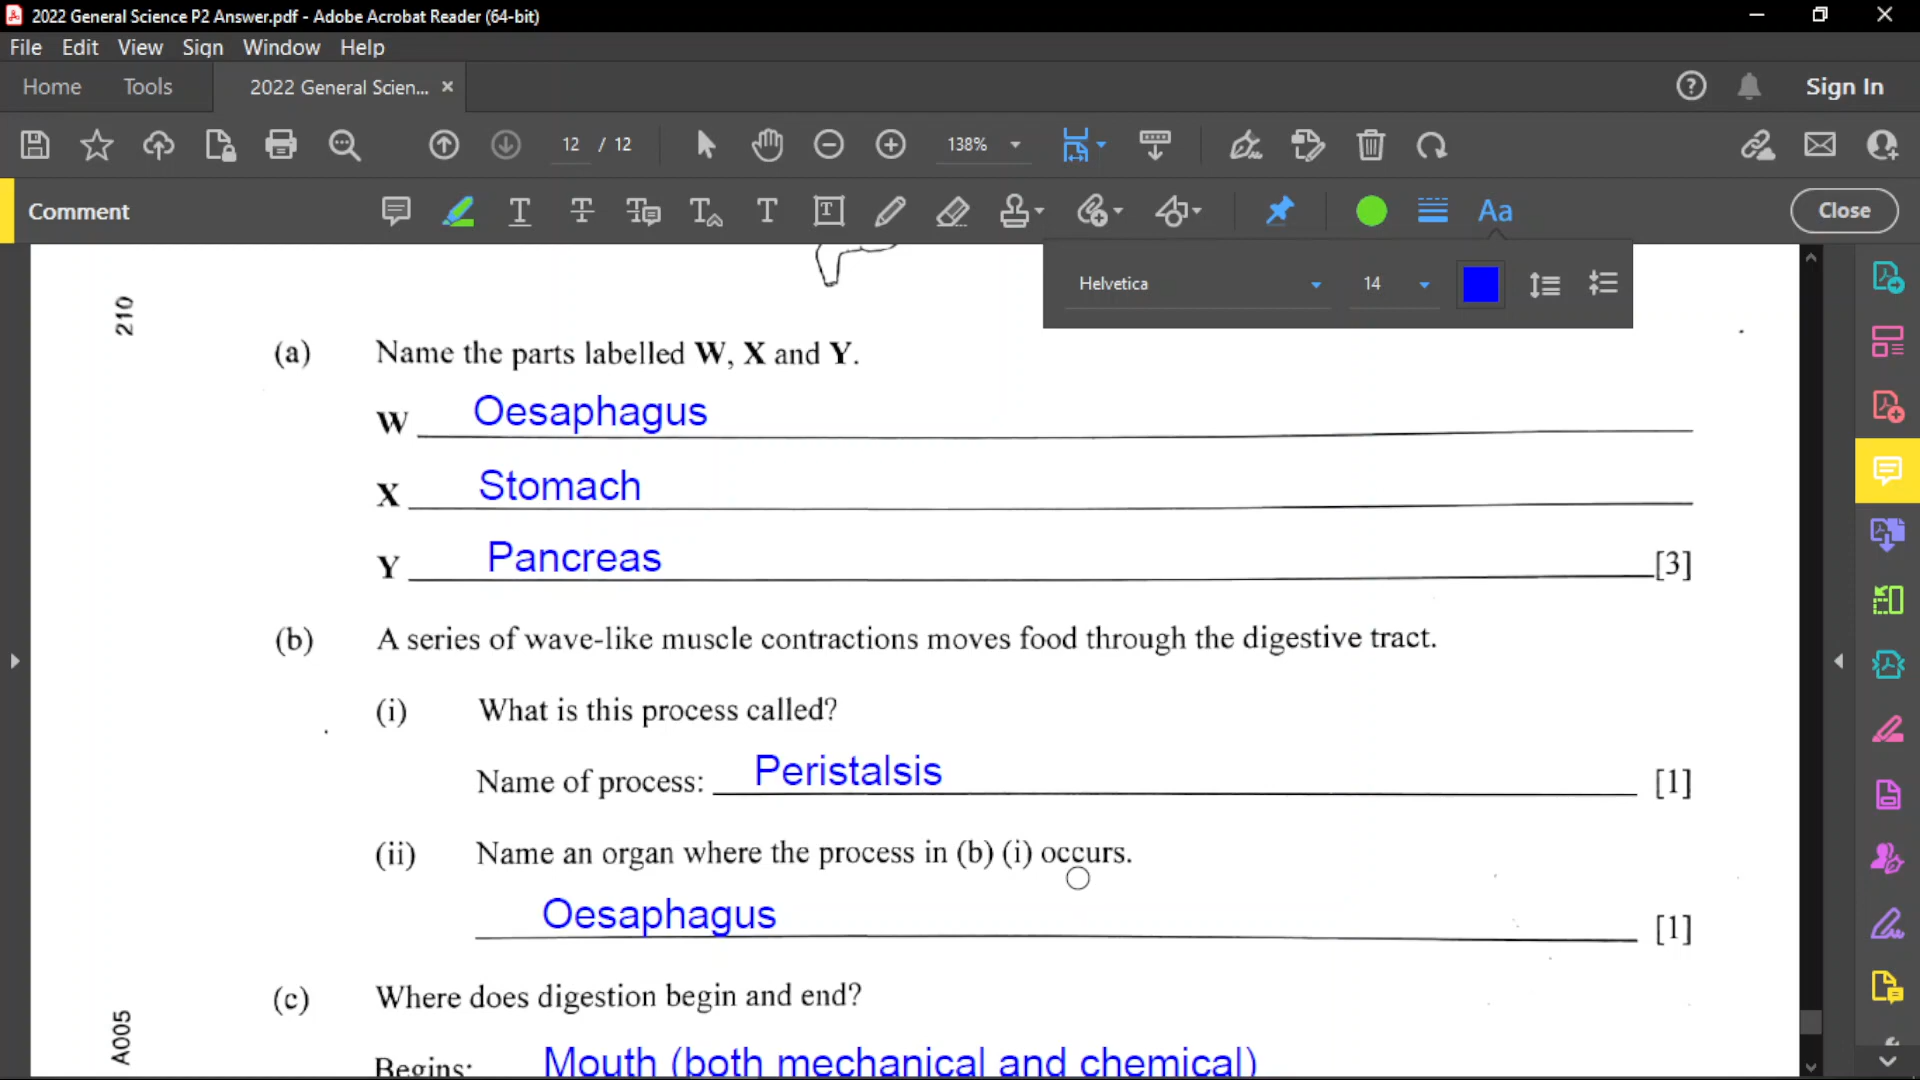 2022 General Science P2 Answer.pdf - Adobe Acrobat Reader (64-bit)
File Edit View Sign Window Help
Home Tools 2022 General Scien... Sign In
12 / 12 138%
Comment Close
Aa
Helvetica 14
210
(a) Name the parts labelled W, X and Y.
W Oesaphagus
X Stomach
Y Pancreas [3]
(b) A series of wave-like muscle contractions moves food through the digestive tract.
(i) What is this process called?
Name of process: Peristalsis [1]
(ii) Name an organ where the process in (b) (i) occurs.
Oesaphagus [1]
(c) Where does digestion begin and end?
A005
Begins: Mouth (both mechanical and chemical)